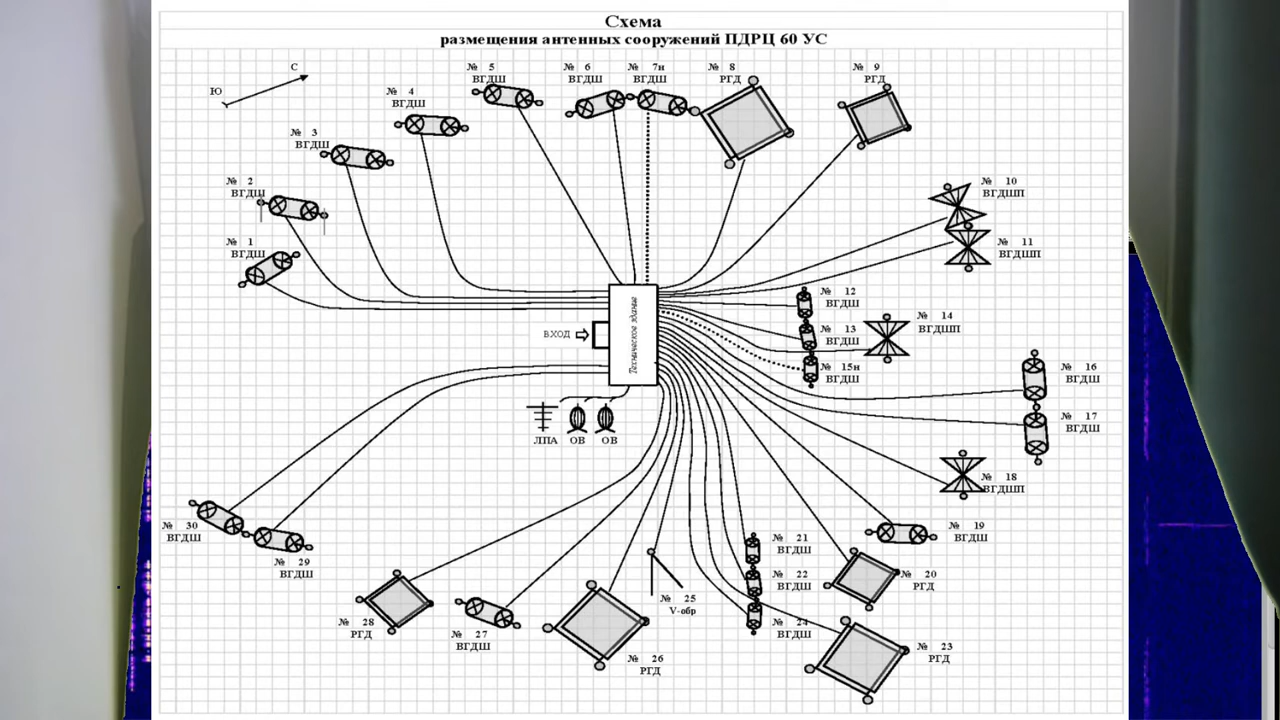 Схема
размещения антенных сооружений ПДРЦ 60 УС
С
Ю
№ 5
ВГДШ
№ 6
ВГДШ
№ 7н
ВГДШ
№ 8
РГД
№ 9
РГД
№ 4
ВГДШ
№ 3
ВГДШ
№ 2
ВГДШ
№ 1
ВГДШ
№ 10
ВГДШП
№ 11
ВГДШП
№ 12
ВГДШ
№ 13
ВГДШ
№ 14
ВГДШП
№ 15н
ВГДШ
№ 16
ВГДШ
№ 17
ВГДШ
№ 18
ВГДШП
ВХОД
Техническое здание
ЛПА
ОВ
ОВ
№ 19
ВГДШ
№ 20
РГД
№ 21
ВГДШ
№ 22
ВГДШ
№ 24
ВГДШ
№ 23
РГД
№ 25
V-обр
№ 26
РГД
№ 27
ВГДШ
№ 28
РГД
№ 29
ВГДШ
№ 30
ВГДШ